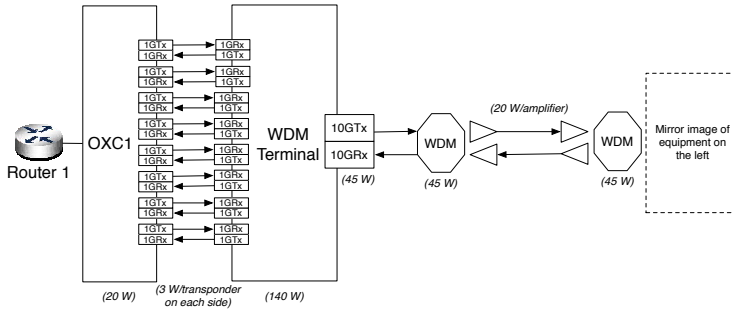 Router 1
OXC1
(20 W)
1GTx
1GRx
1GTx
1GRx
1GTx
1GRx
1GTx
1GRx
1GTx
1GRx
1GTx
1GRx
1GTx
1GRx
1GTx
1GRx
(3 W/transponder
on each side)
1GRx
1GTx
1GRx
1GTx
1GRx
1GTx
1GRx
1GTx
1GRx
1GTx
1GRx
1GTx
1GRx
1GTx
1GRx
1GTx
WDM
Terminal
(140 W)
10GTx
10GRx
(45 W)
WDM
(45 W)
(20 W/amplifier)
WDM
(45 W)
Mirror image of
equipment on
the left